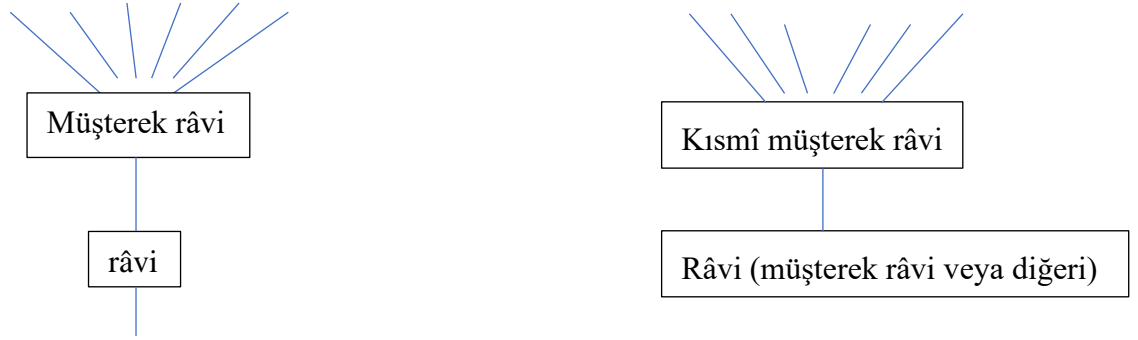 Müşterek râvi
Kısmî müşterek râvi
râvi
Râvi (müşterek râvi veya diğeri)